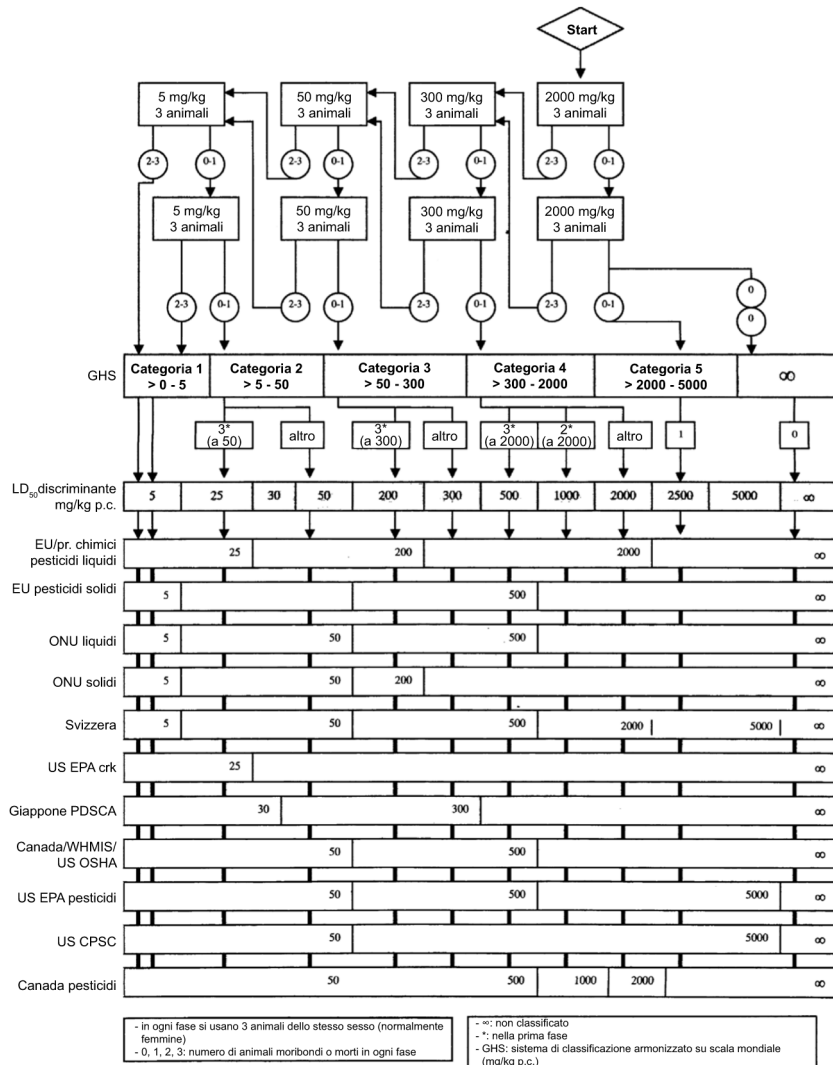 Start
5 mg/kg
3 animali
50 mg/kg
3 animali
300 mg/kg
3 animali
2000 mg/kg
3 animali
2-3 0-1 2-3 0-1 2-3 0-1 2-3 0-1
5 mg/kg
3 animali
50 mg/kg
3 animali
300 mg/kg
3 animali
2000 mg/kg
3 animali
2-3 0-1 2-3 0-1 2-3 0-1 2-3 0-1 0
0
GHS
Categoria 1
> 0 - 5
Categoria 2
> 5 - 50
Categoria 3
> 50 - 300
Categoria 4
> 300 - 2000
Categoria 5
> 2000 - 5000
∞
3*
(a 50)
altro
3*
(a 300)
altro
3*
(a 2000)
2*
(a 2000)
altro
1
0
LD50 discriminante
mg/kg p.c.
5 25 30 50 200 300 500 1000 2000 2500 5000 ∞
EU/pr. chimici
pesticidi liquidi
25 200 2000 ∞
EU pesticidi solidi
5 500 ∞
ONU liquidi
5 50 500 ∞
ONU solidi
5 50 200 ∞
Svizzera
5 50 500 2000 5000 ∞
US EPA crk
25 ∞
Giappone PDSCA
30 300 ∞
Canada/WHMIS/
US OSHA
50 500 ∞
US EPA pesticidi
50 500 5000 ∞
US CPSC
50 5000 ∞
Canada pesticidi
50 500 1000 2000 ∞
- in ogni fase si usano 3 animali dello stesso sesso (normalmente
femmine)
- 0, 1, 2, 3: numero di animali moribondi o morti in ogni fase
- ∞: non classificato
- *: nella prima fase
- GHS: sistema di classificazione armonizzato su scala mondiale
(mg/kg p.c.)